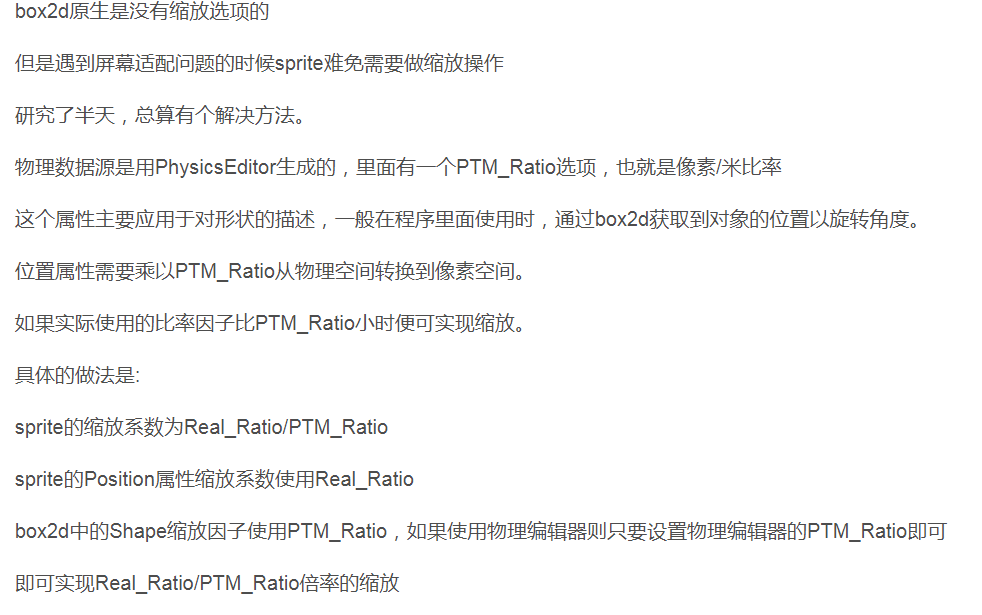 box2d原生是没有缩放选项的
但是遇到屏幕适配问题的时候sprite难免需要做缩放操作
研究了半天，总算有个解决方法。
物理数据源是用PhysicsEditor生成的，里面有一个PTM_Ratio选项，也就是像素/米比率
这个属性主要应用于对形状的描述，一般在程序里面使用时，通过box2d获取到对象的位置以旋转角度。
位置属性需要乘以PTM_Ratio从物理空间转换到像素空间。
如果实际使用的比率因子比PTM_Ratio小时便可实现缩放。
具体的做法是:
sprite的缩放系数为Real_Ratio/PTM_Ratio
sprite的Position属性缩放系数使用Real_Ratio
box2d中的Shape缩放因子使用PTM_Ratio，如果使用物理编辑器则只要设置物理编辑器的PTM_Ratio即可
即可实现Real_Ratio/PTM_Ratio倍率的缩放